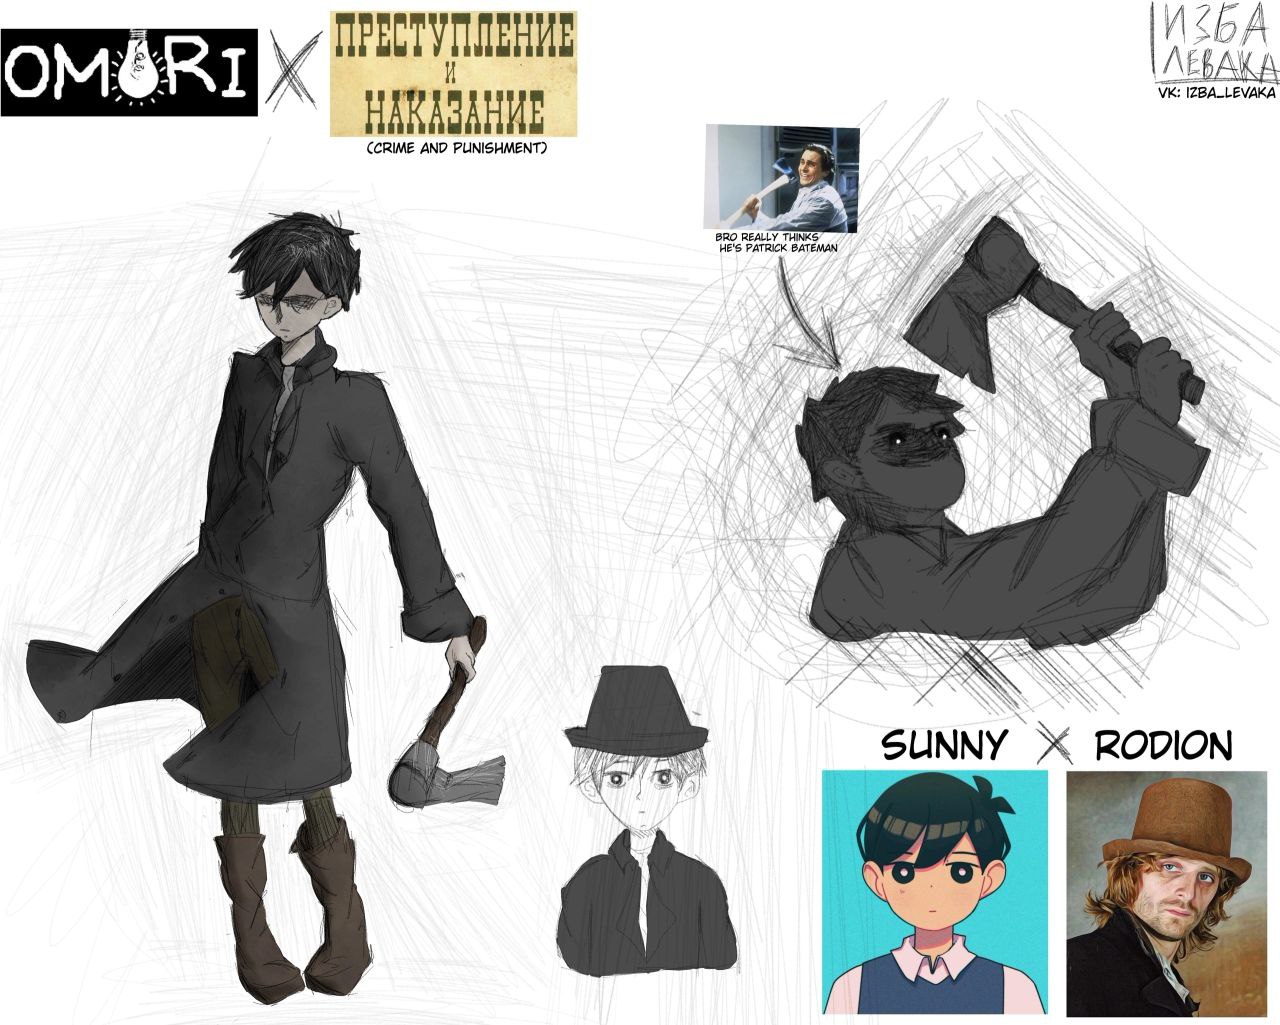 OMORI X ПРЕСТУПЛЕНИЕ
И
НАКАЗАНИЕ
(CRIME AND PUNISHMENT)
ИЗБА
ЛЕВАКА
VK: IZBA_LEVAKA
BRO REALLY THINKS
HE'S PATRICK BATEMAN
SUNNY X RODION